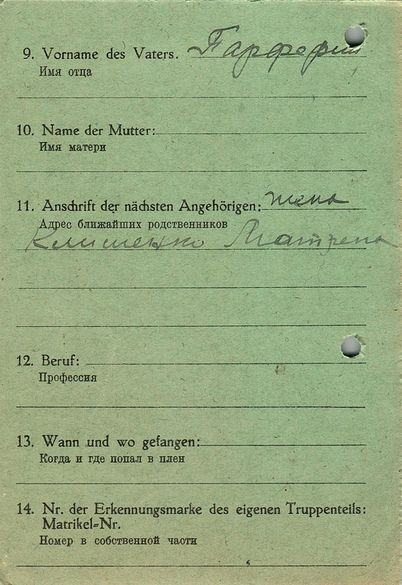 9. Vorname des Vaters. Парферий
Имя отца
10. Name der Mutter:
Имя матери
11. Anschrift der nächsten Angehörigen: жена
Адрес ближайших родственников
Клименко Матрена
12. Beruf:
Профессия
13. Wann und wo gefangen:
Когда и где попал в плен
14. Nr. der Erkennungsmarke des eigenen Truppenteils:
Matrikel-Nr.
Номер в собственной части